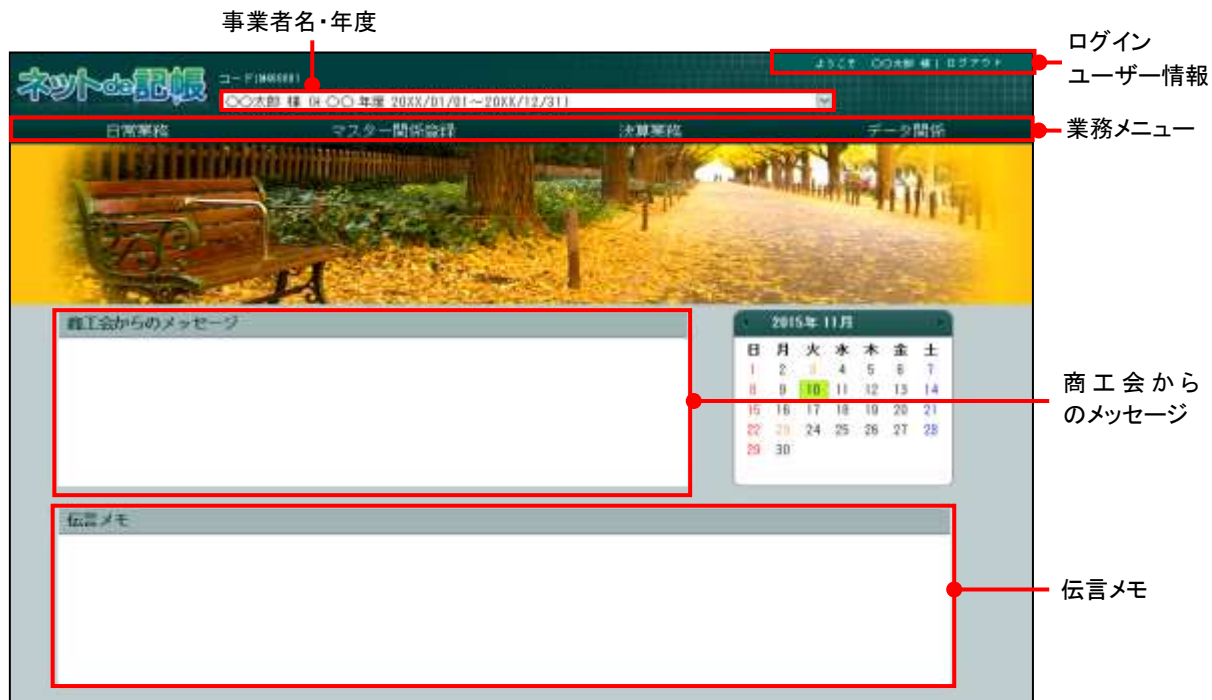 事業者名・年度
ログイン
ユーザー情報
ネットde記帳
ようこそ 〇〇太郎 様 | ログアウト
〇〇太郎 様 (H 〇〇 年度 20XX/01/01～20XX/12/31)
日常業務 マスター関係登録 決算業務 データ関係
業務メニュー
商工会からのメッセージ
2015年 11月
日 月 火 水 木 金 土
1 2 3 4 5 6 7
8 9 10 11 12 13 14
15 16 17 18 19 20 21
22 23 24 25 26 27 28
29 30
商工会から
のメッセージ
伝言メモ
伝言メモ